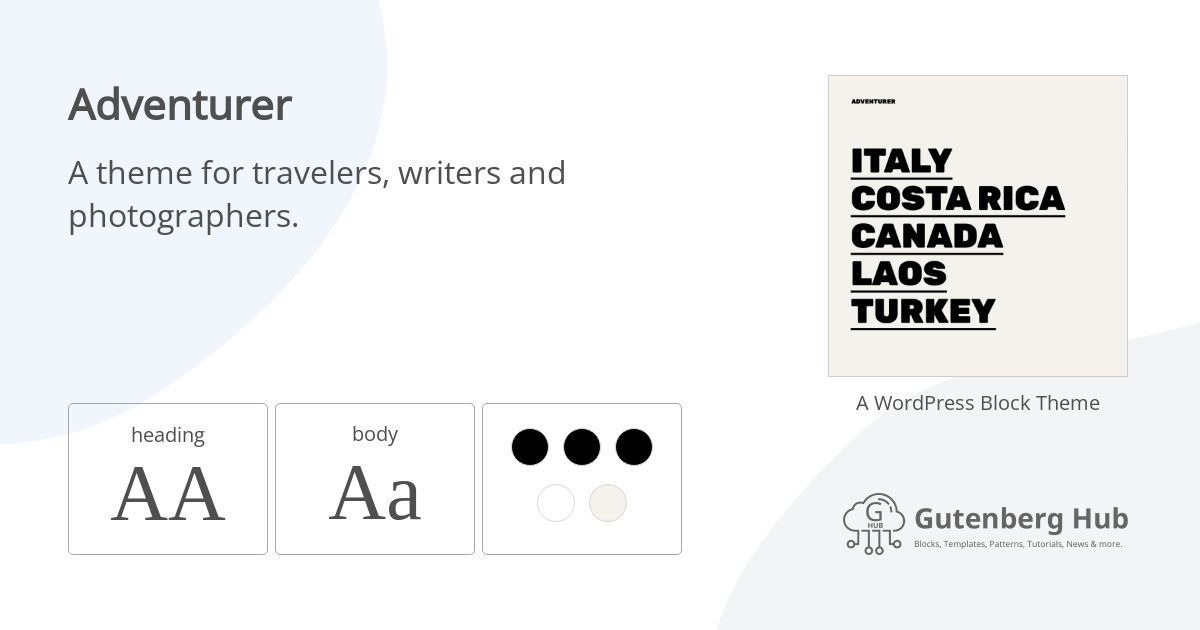 Adventurer
A theme for travelers, writers and
photographers.
ADVENTURER
ITALY
COSTA RICA
CANADA
LAOS
TURKEY
A WordPress Block Theme
heading
AA
body
Aa
G
HUB
Gutenberg Hub
Blocks, Templates, Patterns, Tutorials, News & more.